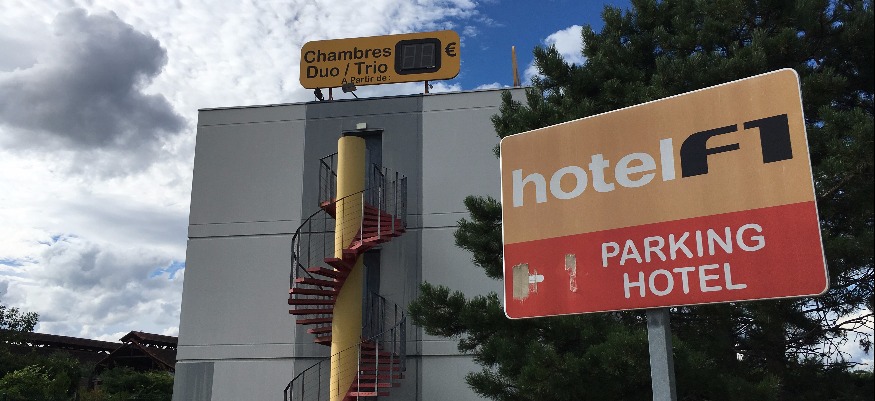 Chambres
Duo / Trio
€
A Partir de:
hotelF1
PARKING
HOTEL